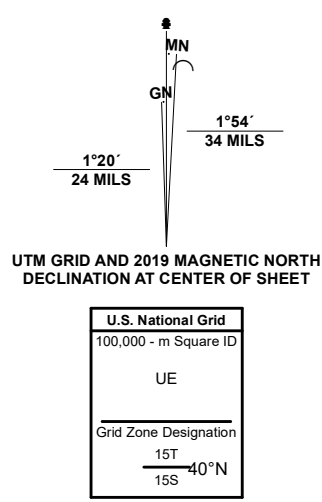 MN
GN
1°54´
34 MILS
1°20´
24 MILS
UTM GRID AND 2019 MAGNETIC NORTH
DECLINATION AT CENTER OF SHEET
U.S. National Grid
100,000 - m Square ID
UE
Grid Zone Designation
15T
40°N
15S